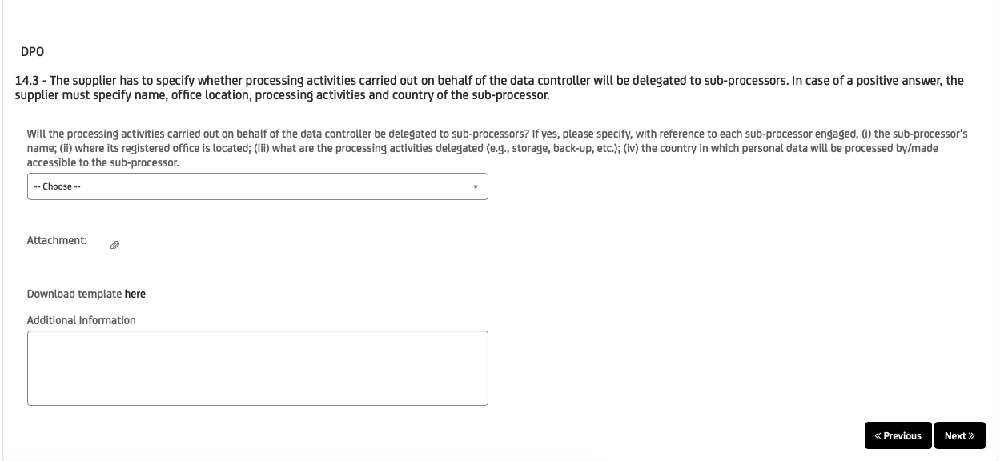 DPO
14.3 - The supplier has to specify whether processing activities carried out on behalf of the data controller will be delegated to sub-processors. In case of a positive answer, the
supplier must specify name, office location, processing activities and country of the sub-processor.
Will the processing activities carried out on behalf of the data controller be delegated to sub-processors? If yes, please specify, with reference to each sub-processor engaged, (i) the sub-processor's
name; (ii) where its registered office is located; (iii) what are the processing activities delegated (e.g., storage, back-up, etc.); (iv) the country in which personal data will be processed by/made
accessible to the sub-processor.
-- Choose --
Attachment:
Download template here
Additional Information
« Previous Next »